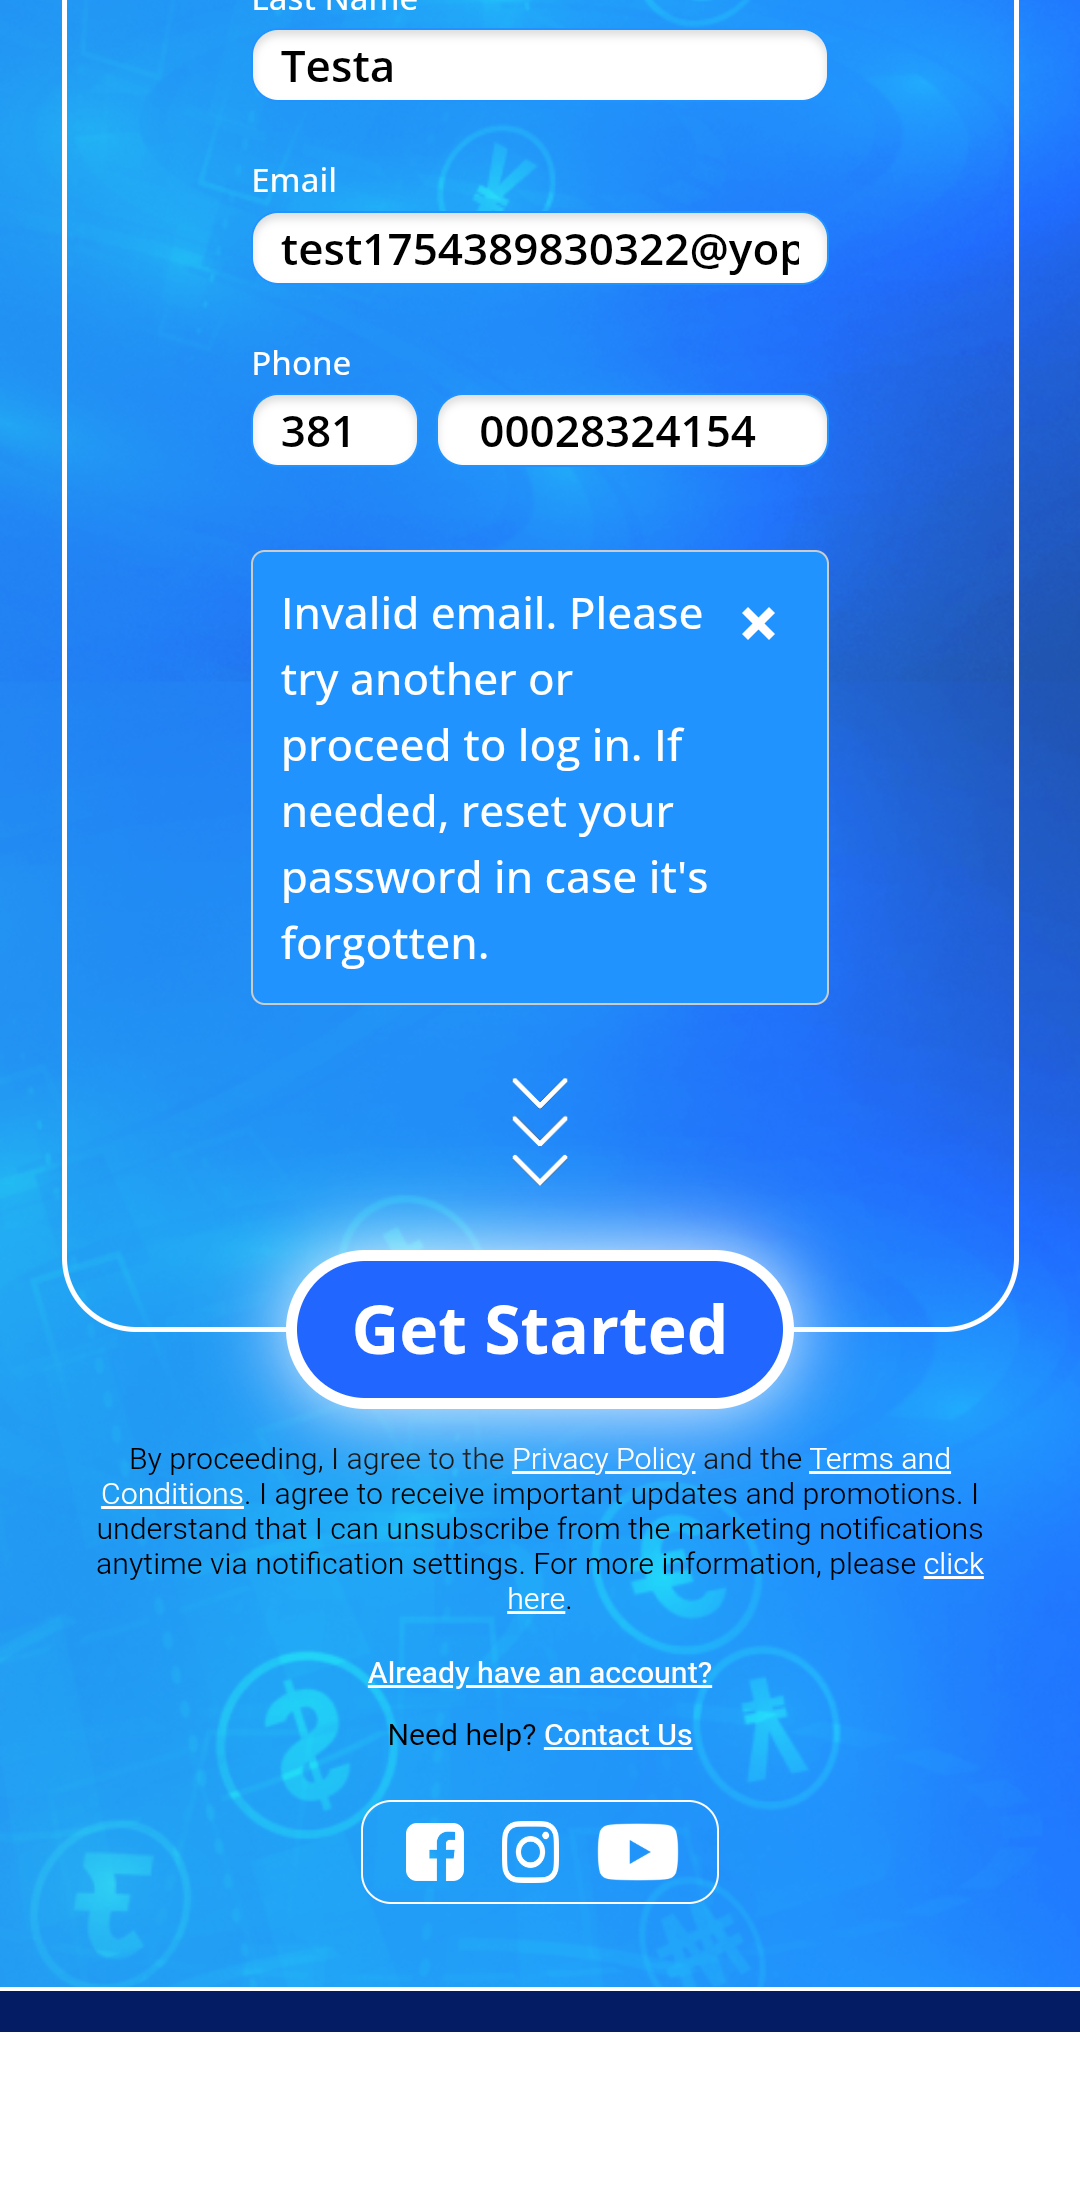 Last Name
Testa
Email
test1754389830322@yop
Phone
381
00028324154
Invalid email. Please
try another or
proceed to log in. If
needed, reset your
password in case it's
forgotten.
Get Started
By proceeding, I agree to the Privacy Policy and the Terms and
Conditions. I agree to receive important updates and promotions. I
understand that I can unsubscribe from the marketing notifications
anytime via notification settings. For more information, please click
here.
Already have an account?
Need help? Contact Us